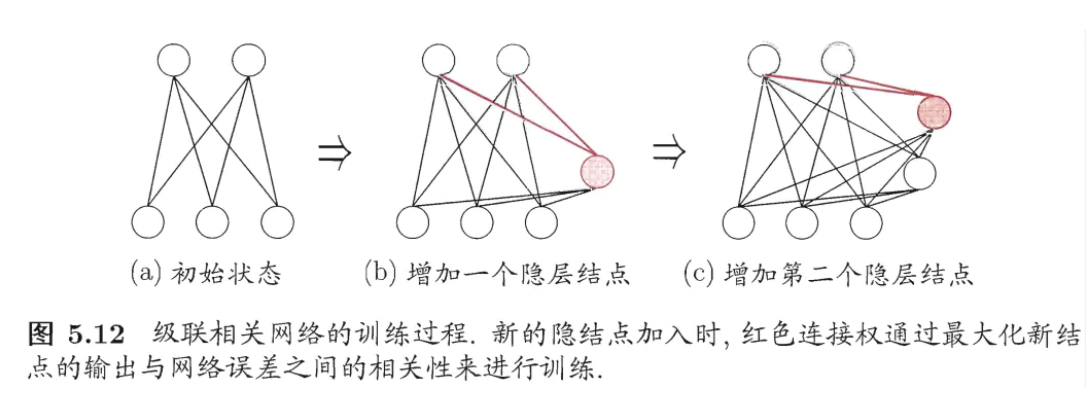 (a) 初始状态 (b) 增加一个隐层结点 (c) 增加第二个隐层结点
图 5.12 级联相关网络的训练过程. 新的隐结点加入时, 红色连接权通过最大化新结
点的输出与网络误差之间的相关性来进行训练.